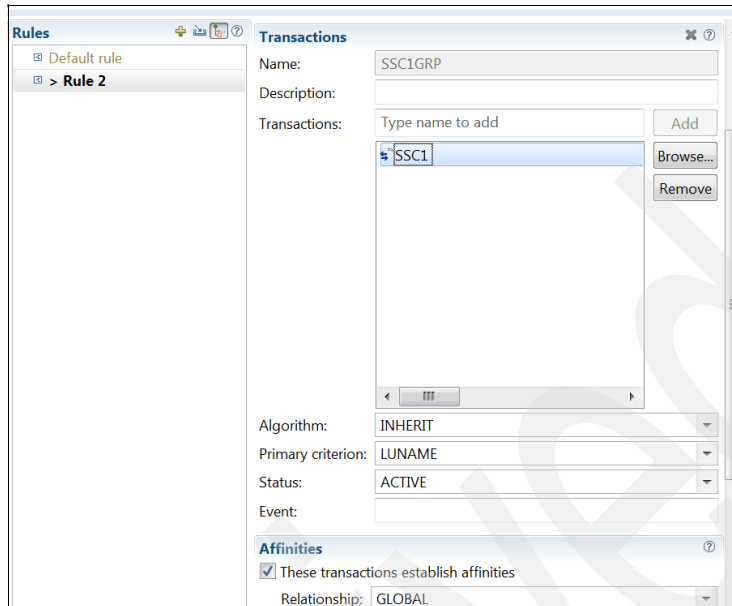 Rules
Default rule
> Rule 2
Transactions
Name: SSC1GRP
Description:
Transactions: Type name to add Add
SSC1
Browse...
Remove
Algorithm: INHERIT
Primary criterion: LUNAME
Status: ACTIVE
Event:
Affinities
These transactions establish affinities
Relationship: GLOBAL